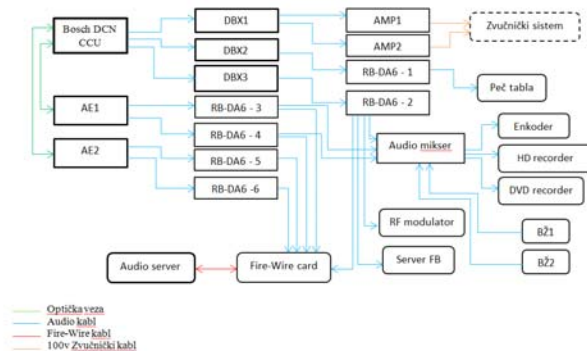 Bosch DCN
CCU
AE1
AE2
DBX1
DBX2
DBX3
RB-DA6 - 3
RB-DA6 - 4
RB-DA6 - 5
RB-DA6 -6
AMP1
AMP2
RB-DA6 - 1
RB-DA6 - 2
Zvučnički sistem
Peč tabla
Audio mikser
Enkoder
HD recorder
DVD recorder
RF modulator
BŽ1
BŽ2
Server FB
Audio server
Fire-Wire card
Optička veza
Audio kabl
Fire-Wire kabl
100v Zvučnički kabl